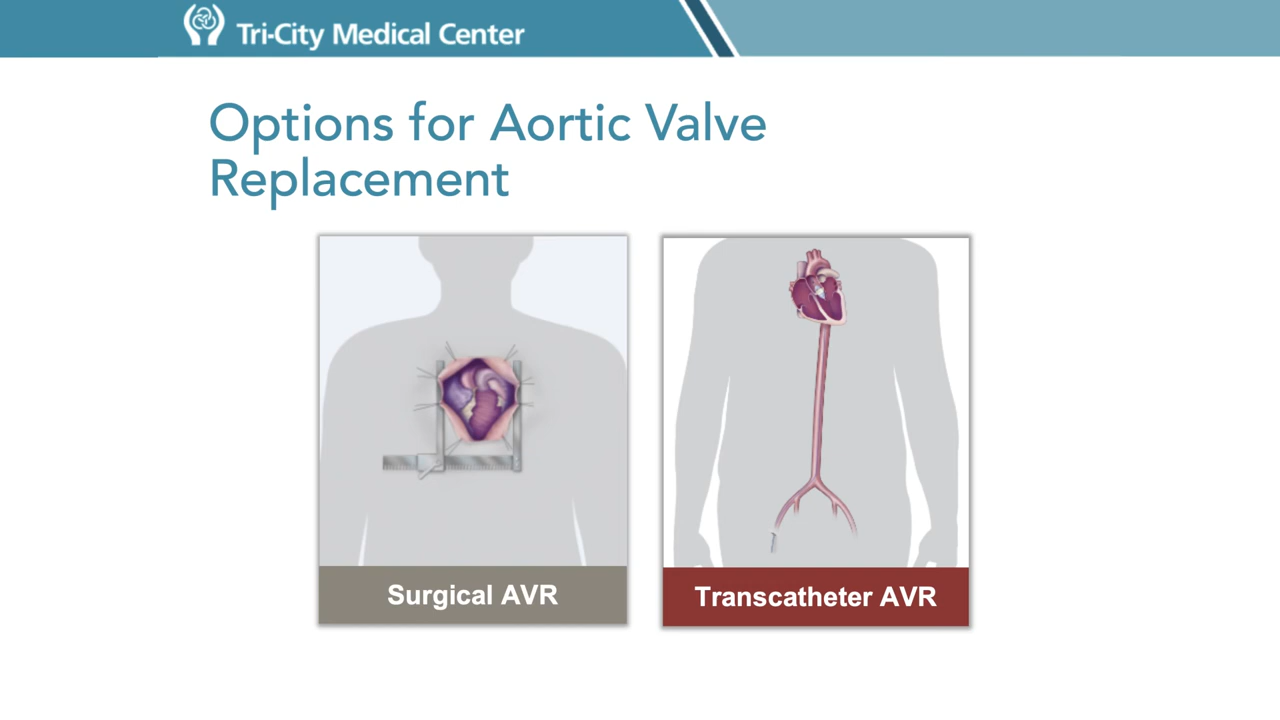 Tri-City Medical Center
Options for Aortic Valve
Replacement
Surgical AVR
Transcatheter AVR